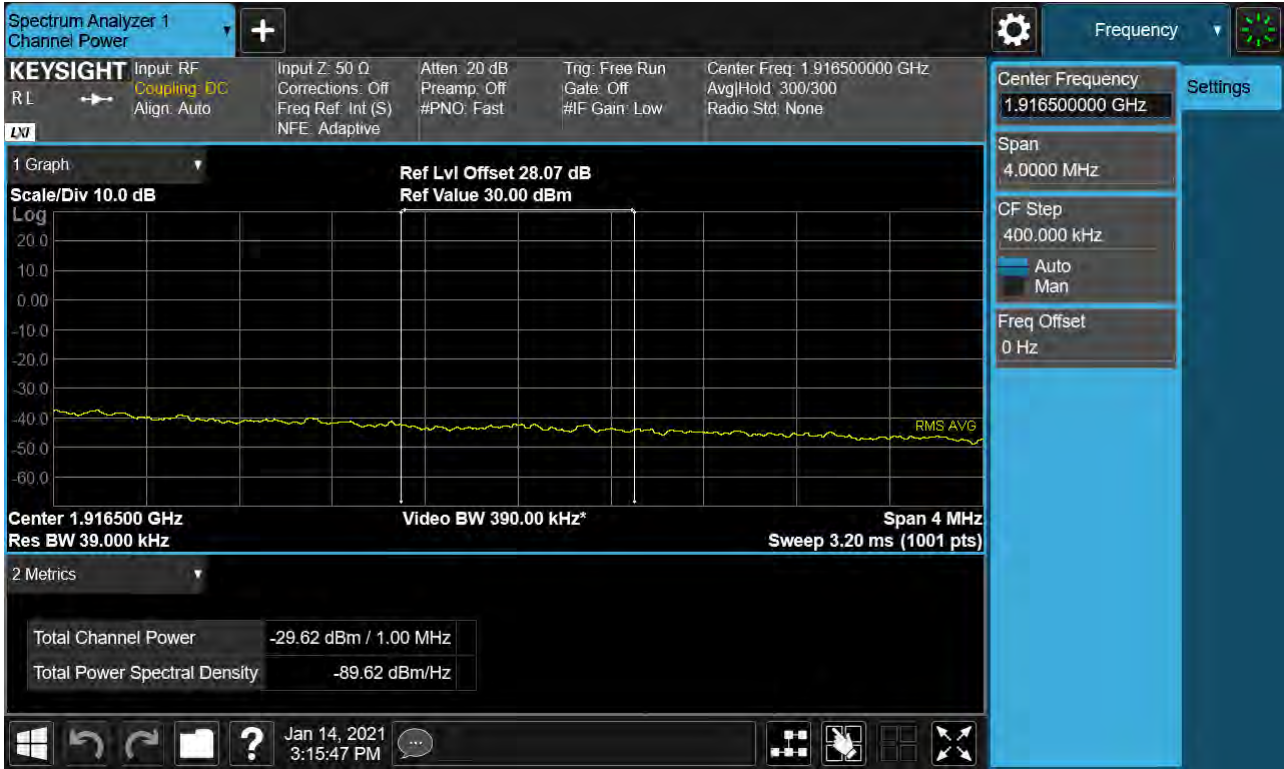 Spectrum Analyzer 1
Channel Power
Frequency
KEYSIGHT
R L
LXI
Input: RF
Coupling: DC
Align: Auto
Input Z: 50 Ω
Corrections: Off
Freq Ref: Int (S)
NFE: Adaptive
Atten: 20 dB
Preamp: Off
#PNO: Fast
Trig: Free Run
Gate: Off
#IF Gain: Low
Center Freq: 1.916500000 GHz
Avg|Hold: 300/300
Radio Std: None
Center Frequency
1.916500000 GHz
Settings
Span
4.0000 MHz
CF Step
400.000 kHz
Auto
Man
Freq Offset
0 Hz
1 Graph
Scale/Div 10.0 dB
Ref Lvl Offset 28.07 dB
Ref Value 30.00 dBm
Log
20.0
10.0
0.00
-10.0
-20.0
-30.0
-40.0
-50.0
-60.0
RMS AVG
Center 1.916500 GHz
Video BW 390.00 kHz*
Span 4 MHz
Res BW 39.000 kHz
Sweep 3.20 ms (1001 pts)
2 Metrics
Total Channel Power -29.62 dBm / 1.00 MHz
Total Power Spectral Density -89.62 dBm/Hz
?
Jan 14, 2021
3:15:47 PM